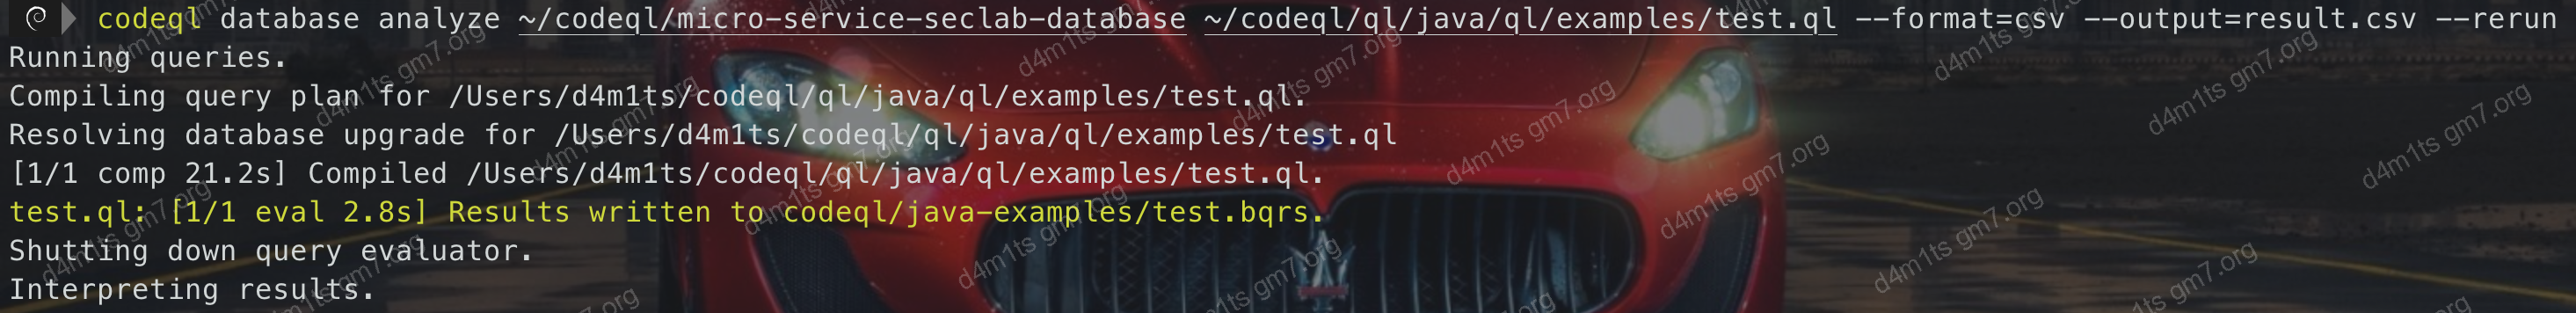 codeql database analyze ~/codeql/micro-service-seclab-database ~/codeql/ql/java/ql/examples/test.ql --format=csv --output=result.csv --rerun
Running queries.
Compiling query plan for /Users/d4m1ts/codeql/ql/java/ql/examples/test.ql.
Resolving database upgrade for /Users/d4m1ts/codeql/ql/java/ql/examples/test.ql
[1/1 comp 21.2s] Compiled /Users/d4m1ts/codeql/ql/java/ql/examples/test.ql.
test.ql: [1/1 eval 2.8s] Results written to codeql/java-examples/test.bqrs.
Shutting down query evaluator.
Interpreting results.
d4m1ts gm7.org